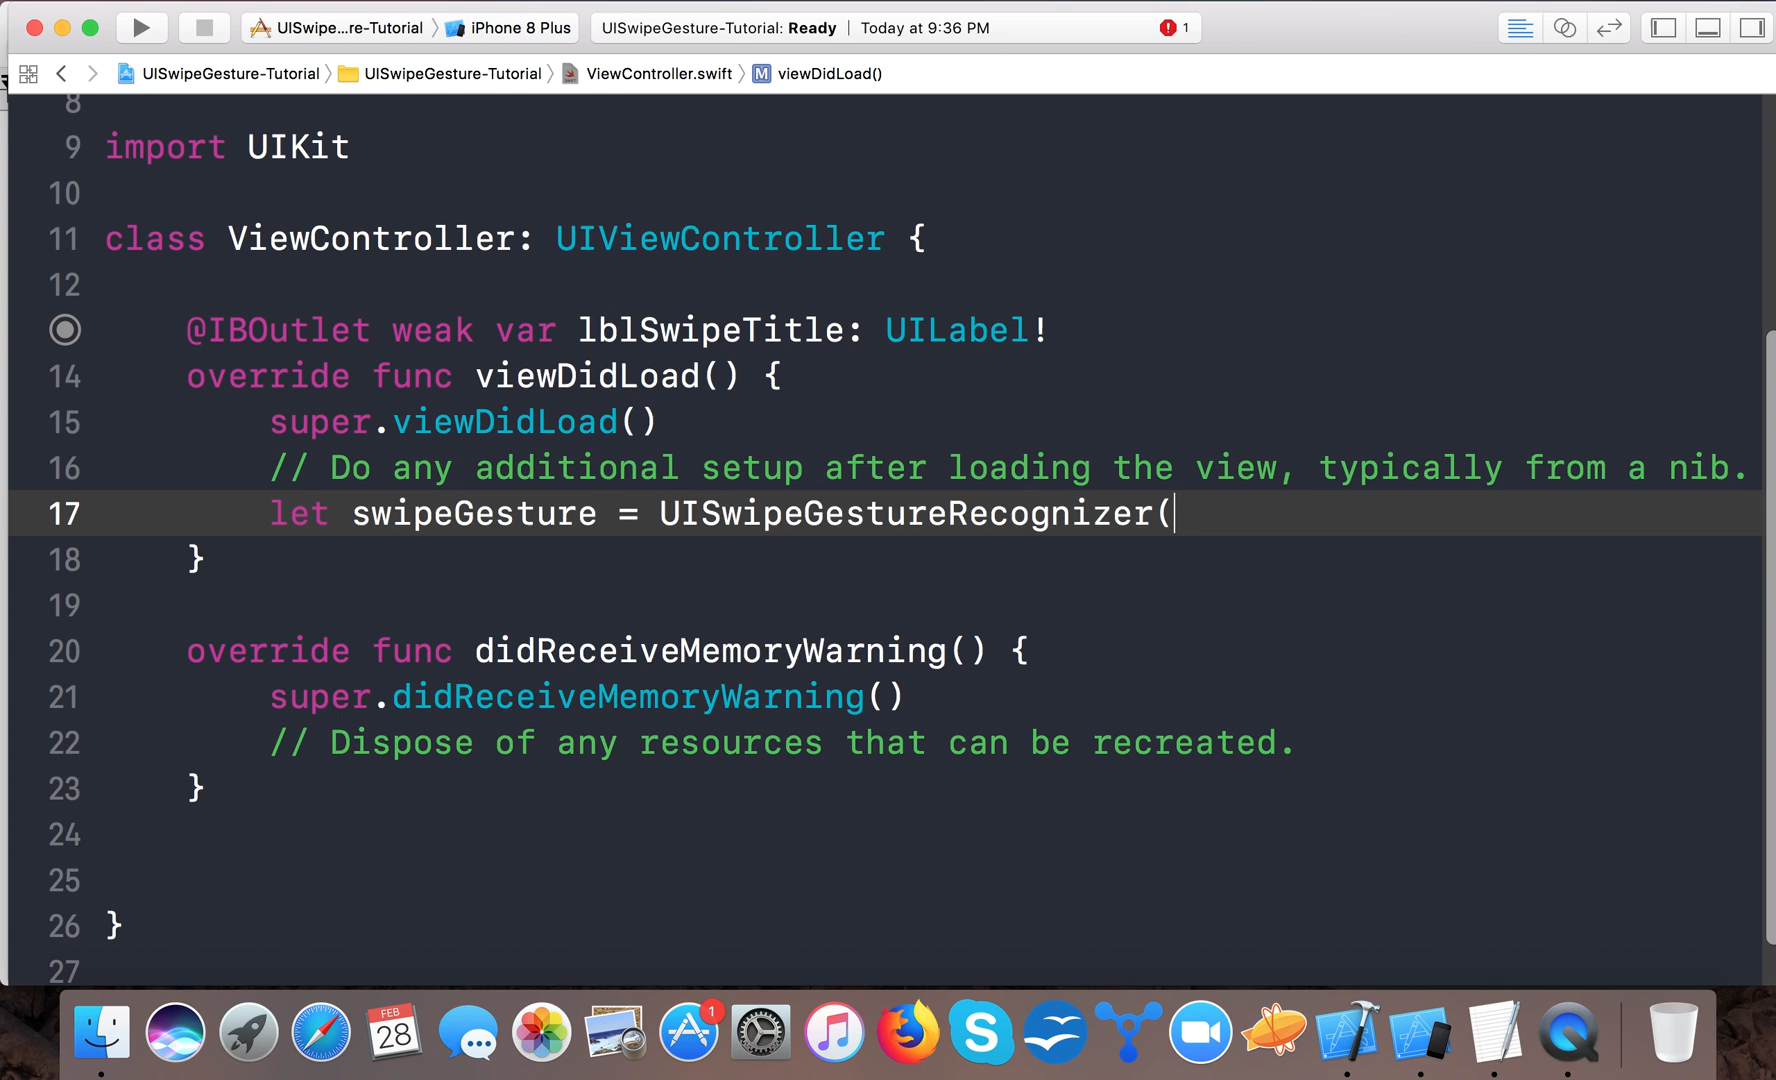 UISwipe...re-Tutorial 〉 iPhone 8 Plus
UISwipeGesture-Tutorial: Ready | Today at 9:36 PM
1
UISwipeGesture-Tutorial 〉 UISwipeGesture-Tutorial 〉 ViewController.swift 〉 M viewDidLoad()
8
9 import UIKit
10
11 class ViewController: UIViewController {
12
@IBOutlet weak var lblSwipeTitle: UILabel!
14 override func viewDidLoad() {
15 super.viewDidLoad()
16 // Do any additional setup after loading the view, typically from a nib.
17 let swipeGesture = UISwipeGestureRecognizer(
18 }
19
20 override func didReceiveMemoryWarning() {
21 super.didReceiveMemoryWarning()
22 // Dispose of any resources that can be recreated.
23 }
24
25
26 }
27
FEB
28
1